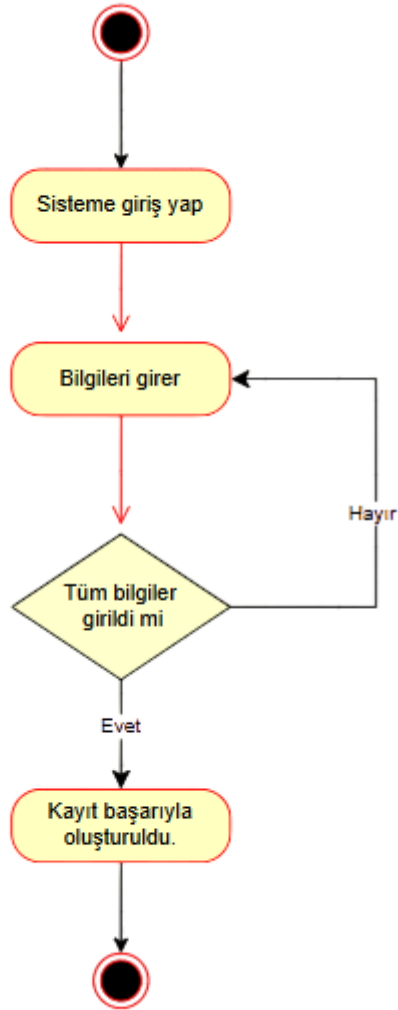 Sisteme giriş yap
Bilgileri girer
Hayır
Tüm bilgiler
girildi mi
Evet
Kayıt başarıyla
oluşturuldu.